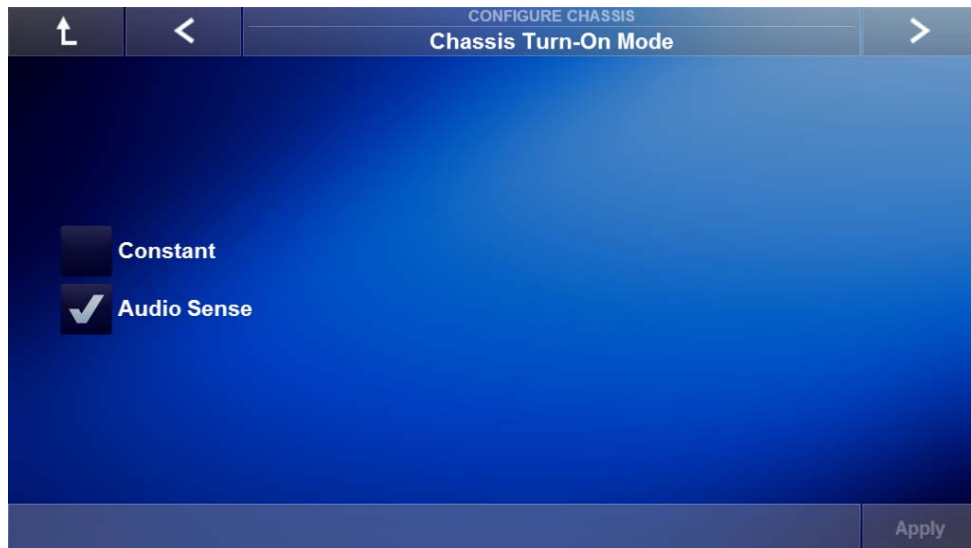 CONFIGURE CHASSIS
Chassis Turn-On Mode
Constant
Audio Sense
Apply